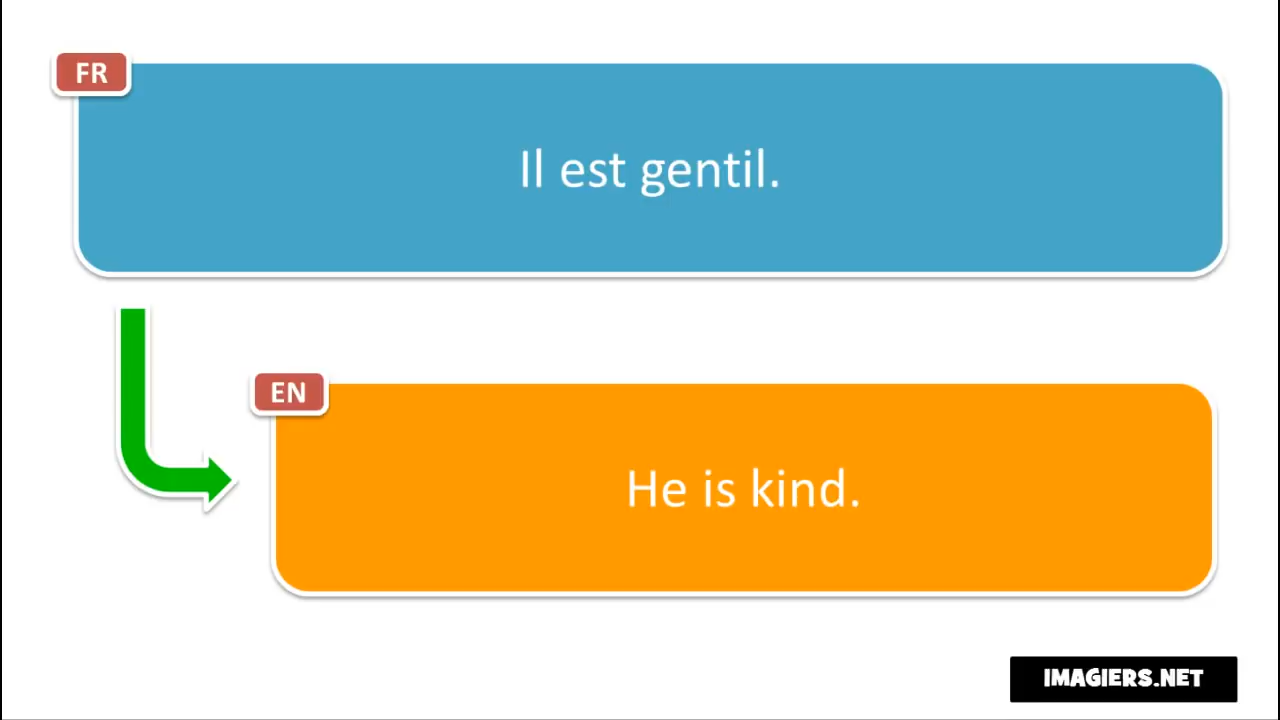 FR
Il est gentil.
EN
He is kind.
IMAGIERS.NET